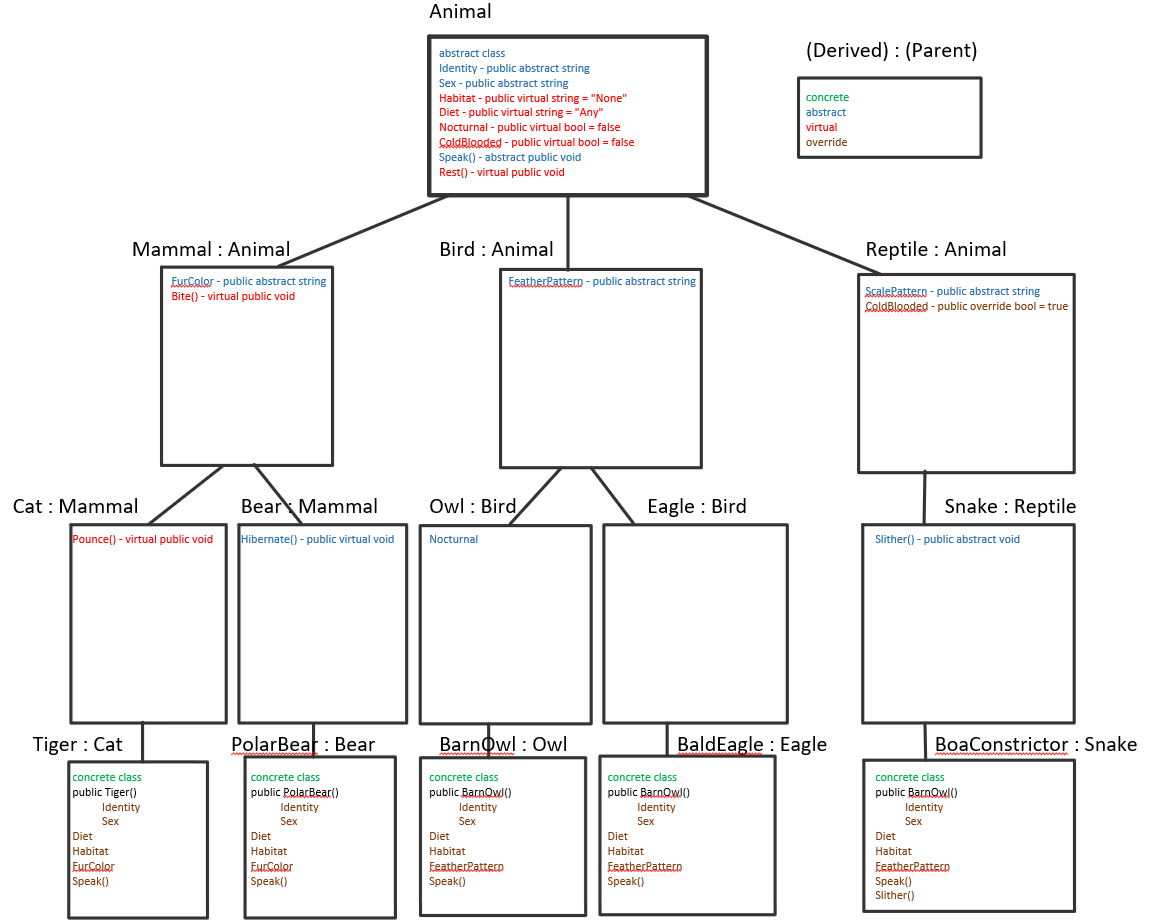 Animal
abstract class
Identity - public abstract string
Sex - public abstract string
Habitat - public virtual string = "None"
Diet - public virtual string = "Any"
Nocturnal - public virtual bool = false
ColdBlooded - public virtual bool = false
Speak() - abstract public void
Rest() - virtual public void
(Derived) : (Parent)
concrete
abstract
virtual
override
Mammal : Animal
FurColor - public abstract string
Bite() - virtual public void
Bird : Animal
FeatherPattern - public abstract string
Reptile : Animal
ScalePattern - public abstract string
ColdBlooded - public override bool = true
Cat : Mammal
Pounce() - virtual public void
Bear : Mammal
Hibernate() - public virtual void
Owl : Bird
Nocturnal
Eagle : Bird
Snake : Reptile
Slither() - public abstract void
Tiger : Cat
concrete class
public Tiger()
Identity
Sex
Diet
Habitat
FurColor
Speak()
PolarBear : Bear
concrete class
public PolarBear()
Identity
Sex
Diet
Habitat
FurColor
Speak()
BarnOwl : Owl
concrete class
public BarnOwl()
Identity
Sex
Diet
Habitat
FeatherPattern
Speak()
BaldEagle : Eagle
concrete class
public BarnOwl()
Identity
Sex
Diet
Habitat
FeatherPattern
Speak()
BoaConstrictor : Snake
concrete class
public BarnOwl()
Identity
Sex
Diet
Habitat
FeatherPattern
Speak()
Slither()